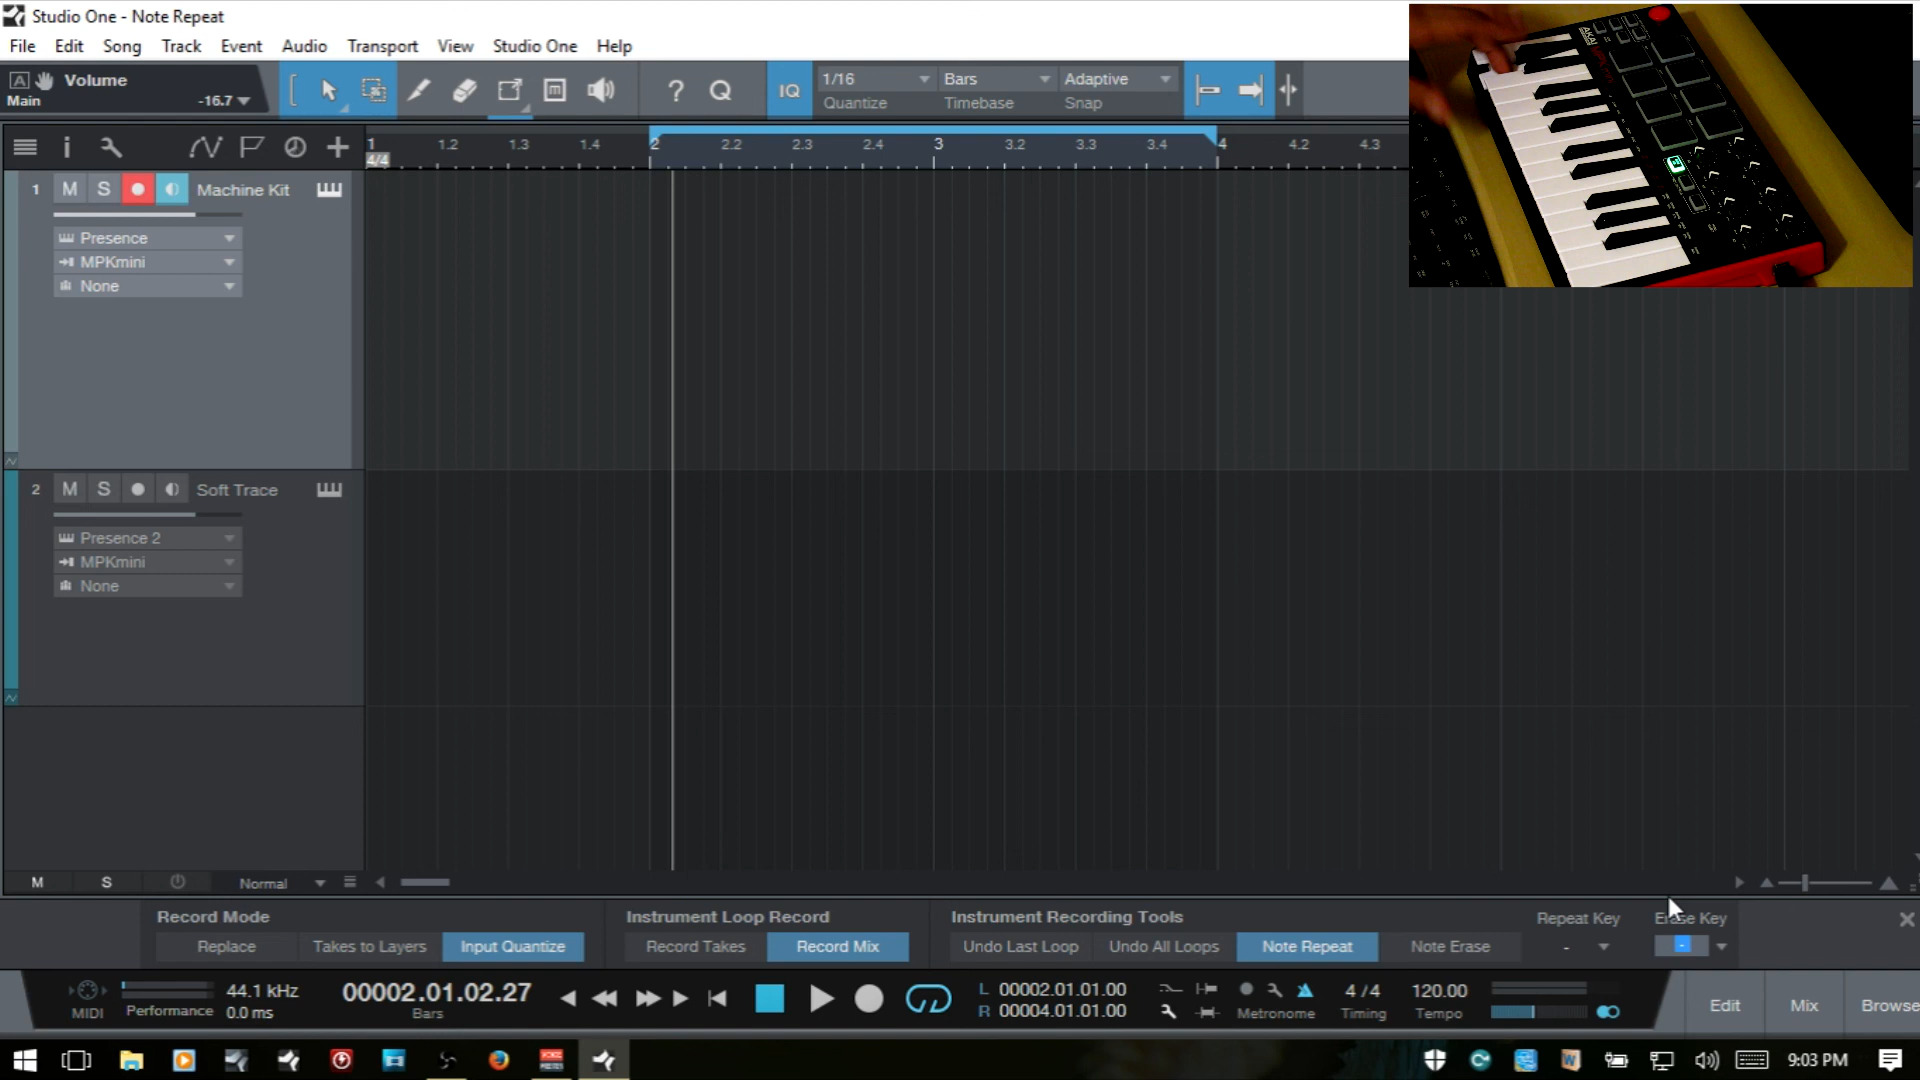 Studio One - Note Repeat
File Edit Song Track Event Audio Transport View Studio One Help
A Volume
Main -16.7
IQ 1/16 Bars Adaptive
Quantize Timebase Snap
1 1.2 1.3 1.4 2 2.2 2.3 2.4 3 3.2 3.3 3.4 4 4.2 4.3
4/4
1 M S Machine Kit
Presence
MPKmini
None
2 M S Soft Trace
Presence 2
MPKmini
None
M S Normal
Record Mode Instrument Loop Record Instrument Recording Tools Repeat Key Erase Key
Replace Takes to Layers Input Quantize Record Takes Record Mix Undo Last Loop Undo All Loops Note Repeat Note Erase - -
44.1 kHz 00002.01.02.27 L 00002.01.01.00 4 / 4 120.00
MIDI Performance 0.0 ms Bars R 00004.01.01.00 Metronome Timing Tempo
Edit Mix Browse
9:03 PM